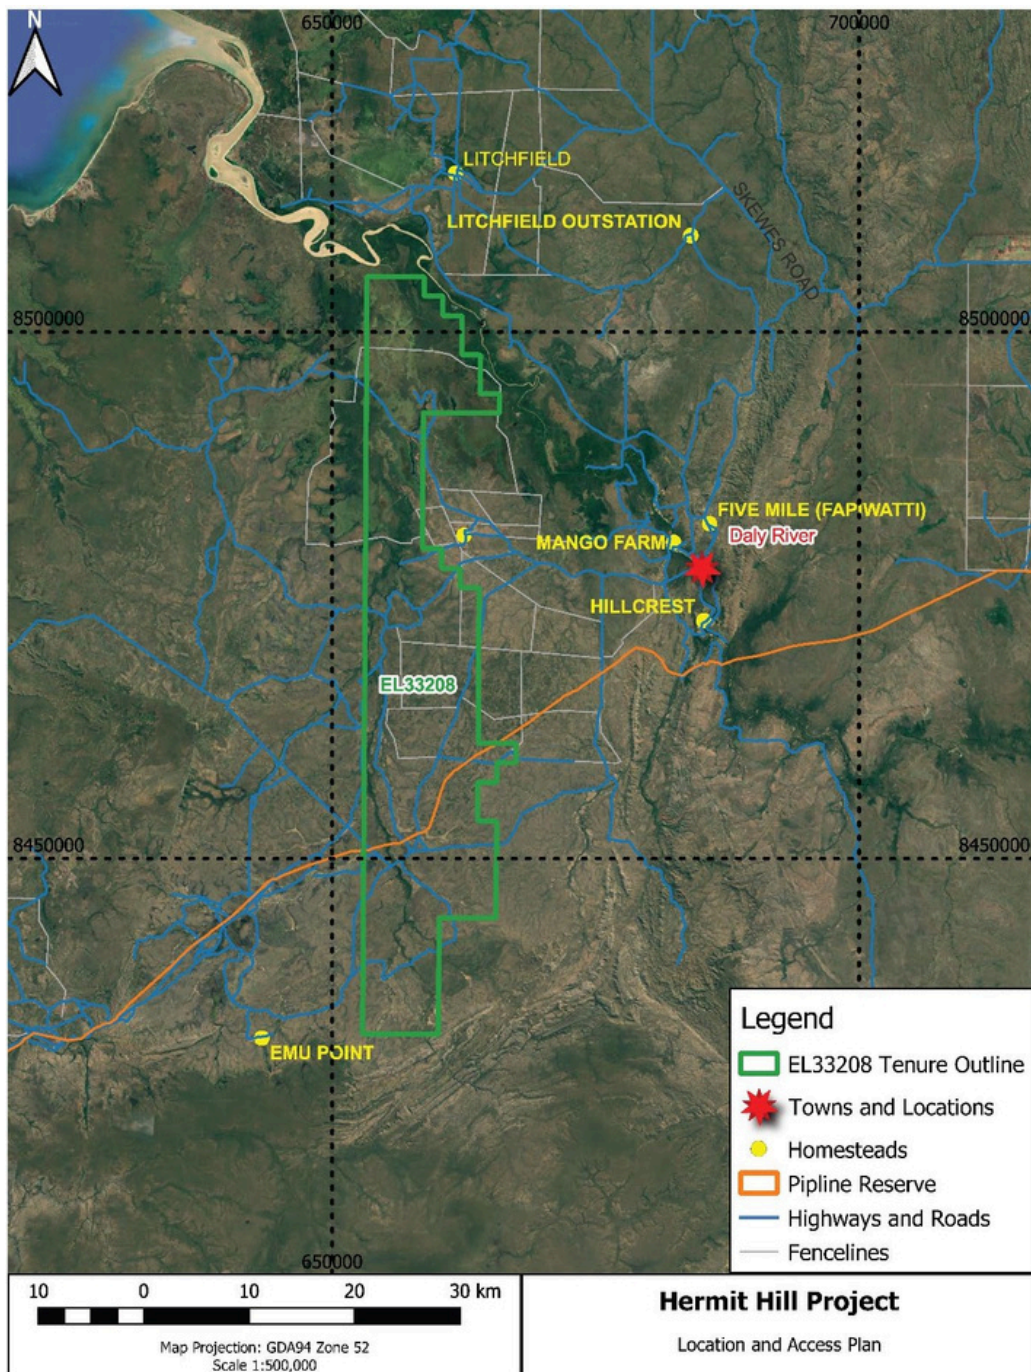 N
650000
700000
LITCHFIELD
LITCHFIELD OUTSTATION
SKEWES ROAD
8500000
8500000
FIVE MILE (FAPIWATTI)
Daly River
MANGO FARM
HILLCREST
EL33208
8450000
8450000
EMU POINT
650000
Legend
EL33208 Tenure Outline
Towns and Locations
Homesteads
Pipline Reserve
Highways and Roads
Fencelines
10 0 10 20 30 km
Map Projection: GDA94 Zone 52
Scale 1:500,000
Hermit Hill Project
Location and Access Plan